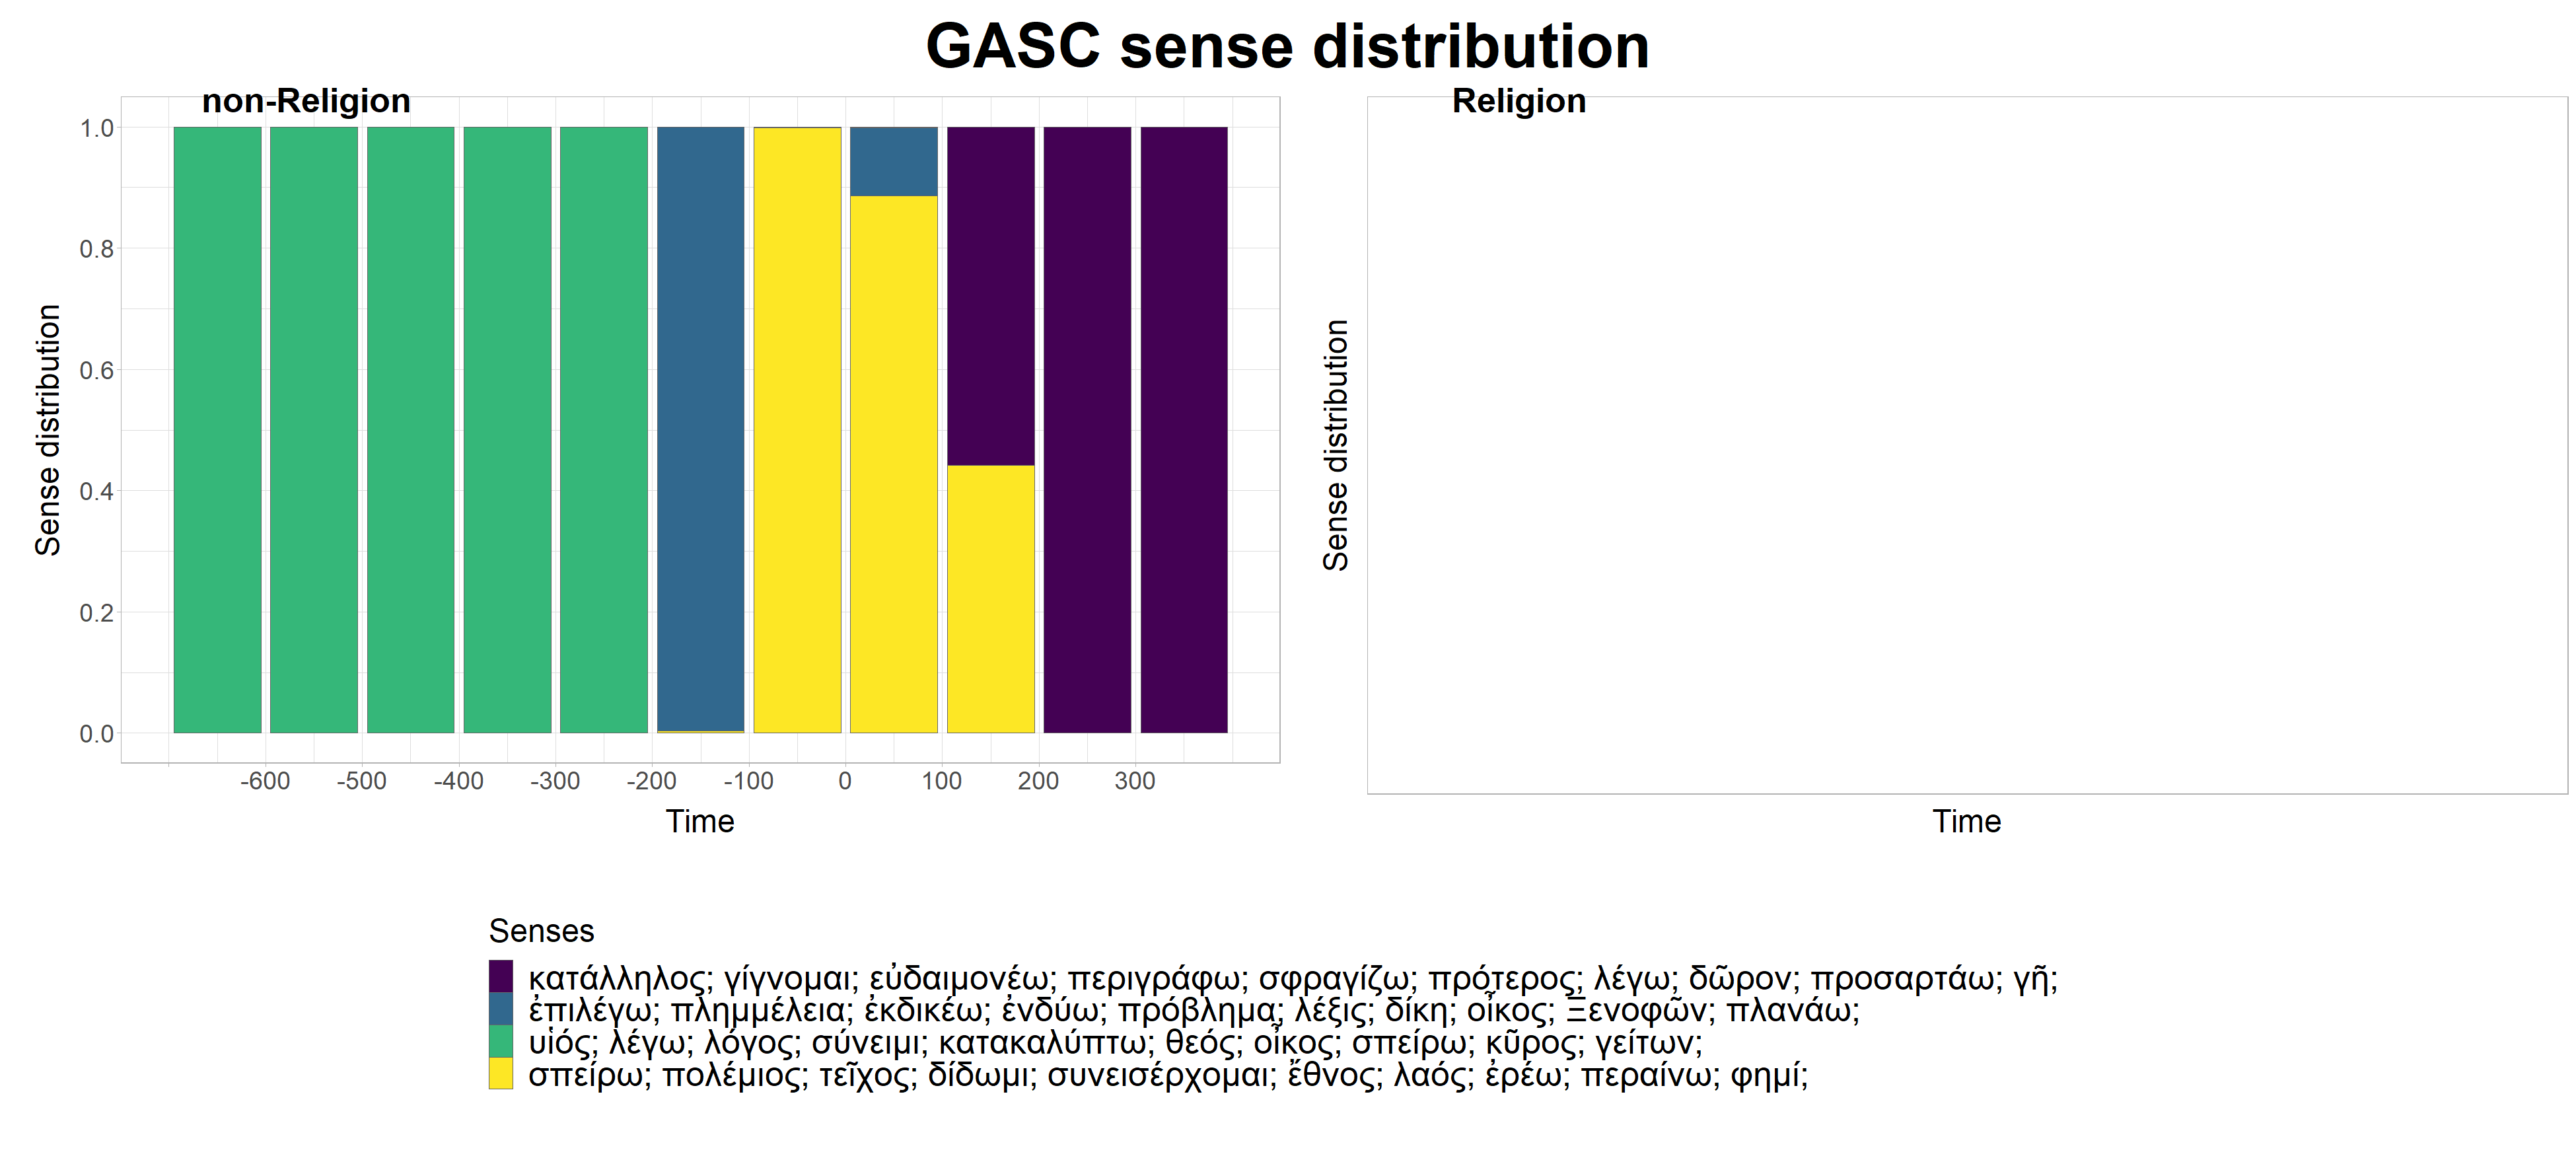 GASC sense distribution
non-Religion
Religion
Sense distribution
1.0
0.8
0.6
0.4
0.2
0.0
-600 -500 -400 -300 -200 -100 0 100 200 300
Time
Sense distribution
Time
Senses
κατάλληλος; γίγνομαι; εὐδαιμονέω; περιγράφω; σφραγίζω; πρότερος; λέγω; δῶρον; προσαρτάω; γῆ;
ἐπιλέγω; πλημμέλεια; ἐκδικέω; ἐνδύω; πρόβλημα; λέξις; δίκη; οἶκος; Ξενοφῶν; πλανάω;
υἱός; λέγω; λόγος; σύνειμι; κατακαλύπτω; θεός; οἶκος; σπείρω; κῦρος; γείτων;
σπείρω; πολέμιος; τεῖχος; δίδωμι; συνεισέρχομαι; ἔθνος; λαός; ἐρέω; περαίνω; φημί;